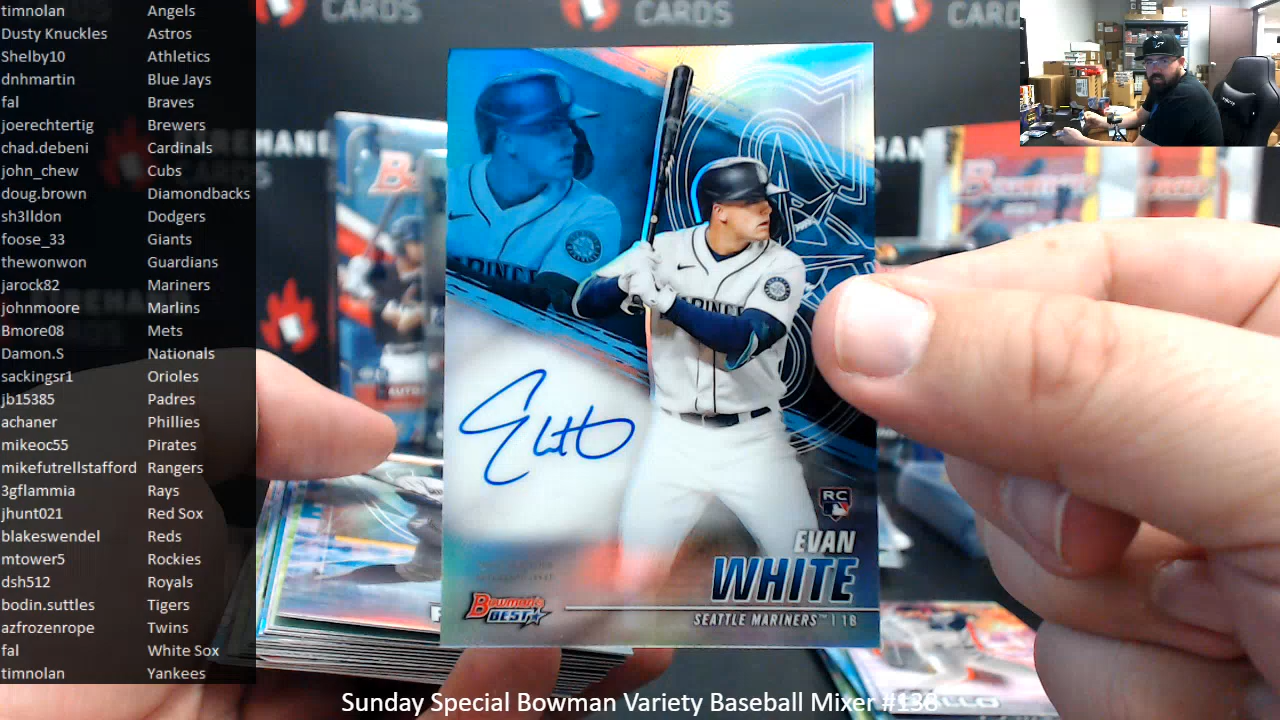 timnolan Angels
Dusty Knuckles Astros
Shelby10 Athletics
dnhmartin Blue Jays
fal Braves
joerechtertig Brewers
chad.debeni Cardinals
john_chew Cubs
doug.brown Diamondbacks
sh3lldon Dodgers
foose_33 Giants
thewonwon Guardians
jarock82 Mariners
johnmoore Marlins
Bmore08 Mets
Damon.S Nationals
sackingsr1 Orioles
jb15385 Padres
achaner Phillies
mikeoc55 Pirates
mikefutrellstafford Rangers
3gflammia Rays
jhunt021 Red Sox
blakeswendel Reds
mtower5 Rockies
dsh512 Royals
bodin.suttles Tigers
azfrozenrope Twins
fal White Sox
timnolan Yankees
CARDS
CARDS
CARDS
Bowman
RC
EVAN
WHITE
Bowman's
BEST
SEATTLE MARINERS™ | 1B
Sunday Special Bowman Variety Baseball Mixer